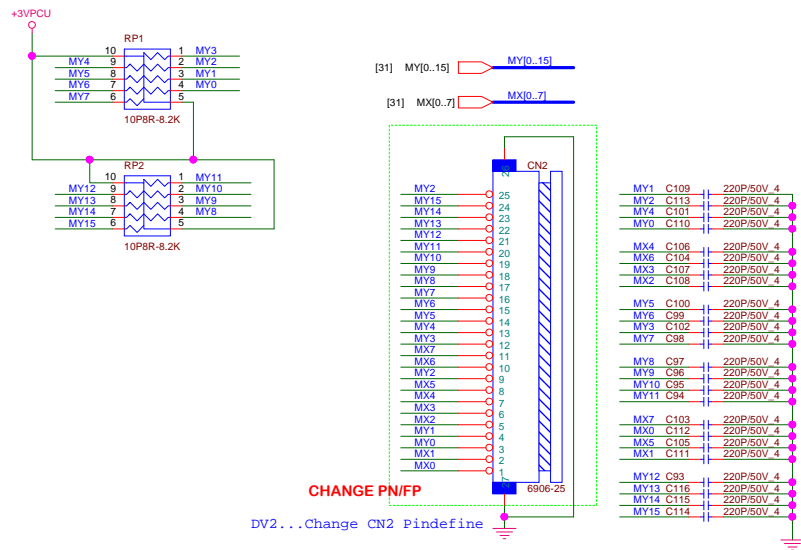 +3VPCU
RP1
10 1 MY3
MY4 9 2 MY2
MY5 8 3 MY1
MY6 7 4 MY0
MY7 6 5
10P8R-8.2K
RP2
10 1 MY11
MY12 9 2 MY10
MY13 8 3 MY9
MY14 7 4 MY8
MY15 6 5
10P8R-8.2K
[31] MY[0..15] MY[0..15]
[31] MX[0..7] MX[0..7]
CN2
26
MY2 25
MY15 24
MY14 23
MY13 22
MY12 21
MY11 20
MY10 19
MY9 18
MY8 17
MY7 16
MY6 15
MY5 14
MY4 13
MY3 12
MX7 11
MX6 10
MY2 9
MX5 8
MX4 7
MX3 6
MX2 5
MY1 4
MY0 3
MX1 2
MX0 1
27
6906-25
CHANGE PN/FP
DV2...Change CN2 Pindefine
MY1 C109 220P/50V_4
MY2 C113 220P/50V_4
MY4 C101 220P/50V_4
MY0 C110 220P/50V_4
MX4 C106 220P/50V_4
MX6 C104 220P/50V_4
MX3 C107 220P/50V_4
MX2 C108 220P/50V_4
MY5 C100 220P/50V_4
MY6 C99 220P/50V_4
MY3 C102 220P/50V_4
MY7 C98 220P/50V_4
MY8 C97 220P/50V_4
MY9 C96 220P/50V_4
MY10 C95 220P/50V_4
MY11 C94 220P/50V_4
MX7 C103 220P/50V_4
MX0 C112 220P/50V_4
MX5 C105 220P/50V_4
MX1 C111 220P/50V_4
MY12 C93 220P/50V_4
MY13 C116 220P/50V_4
MY14 C115 220P/50V_4
MY15 C114 220P/50V_4